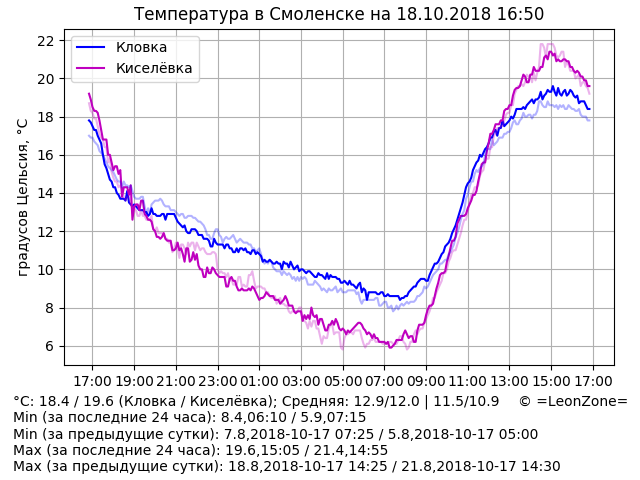 Температура в Смоленске на 18.10.2018 16:50
Кловка
Киселёвка
градусов Цельсия, °C
22
20
18
16
14
12
10
8
6
17:00 19:00 21:00 23:00 01:00 03:00 05:00 07:00 09:00 11:00 13:00 15:00 17:00
°C: 18.4 / 19.6 (Кловка / Киселёвка); Средняя: 12.9/12.0 | 11.5/10.9 © =LeonZone=
Min (за последние 24 часа): 8.4,06:10 / 5.9,07:15
Min (за предыдущие сутки): 7.8,2018-10-17 07:25 / 5.8,2018-10-17 05:00
Max (за последние 24 часа): 19.6,15:05 / 21.4,14:55
Max (за предыдущие сутки): 18.8,2018-10-17 14:25 / 21.8,2018-10-17 14:30